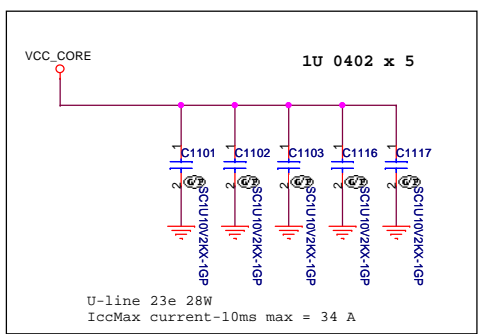 VCC_CORE
1U 0402 x 5
1 1 1 1 1
C1101 C1102 C1103 C1116 C1117
2 2 2 2 2
SC1U10V2KX-1GP SC1U10V2KX-1GP SC1U10V2KX-1GP SC1U10V2KX-1GP SC1U10V2KX-1GP
U-line 23e 28W
IccMax current-10ms max = 34 A